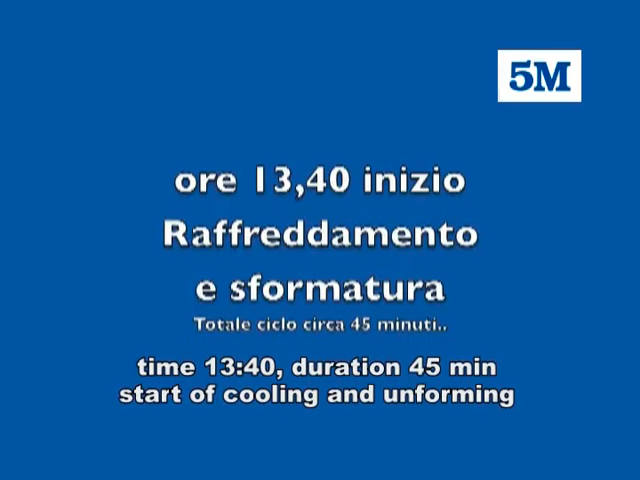 5M
ore 13,40 inizio
Raffreddamento
e sformatura
Totale ciclo circa 45 minuti..
time 13:40, duration 45 min
start of cooling and unforming